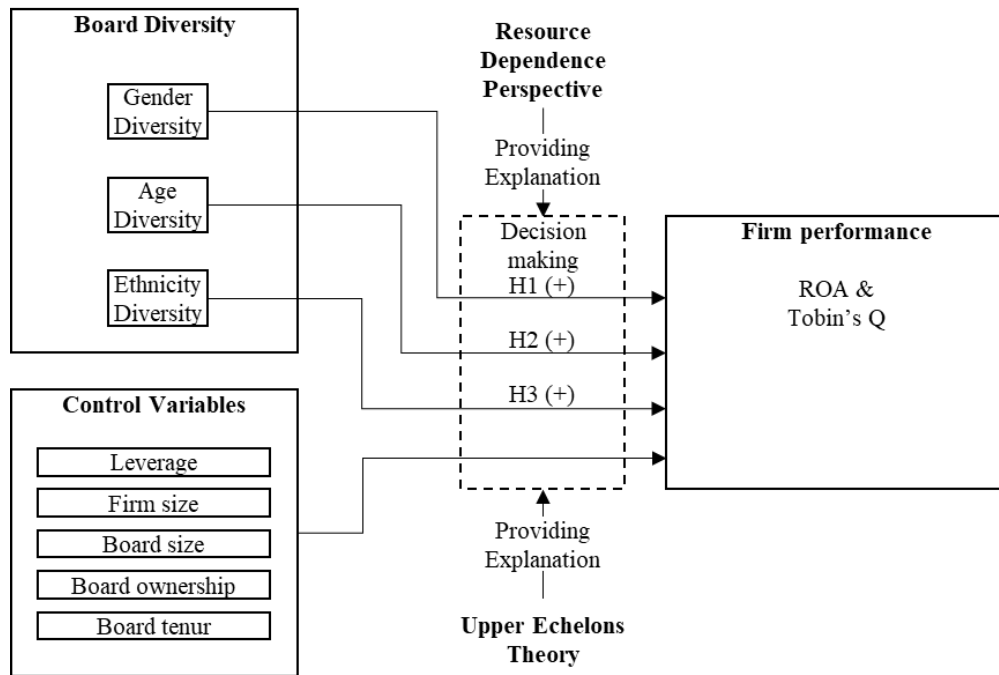 Board Diversity
Gender
Diversity
Age
Diversity
Ethnicity
Diversity
Control Variables
Leverage
Firm size
Board size
Board ownership
Board tenur
Resource
Dependence
Perspective
Providing
Explanation
Decision
making
H1 (+)
H2 (+)
H3 (+)
Providing
Explanation
Upper Echelons
Theory
Firm performance
ROA &
Tobin’s Q